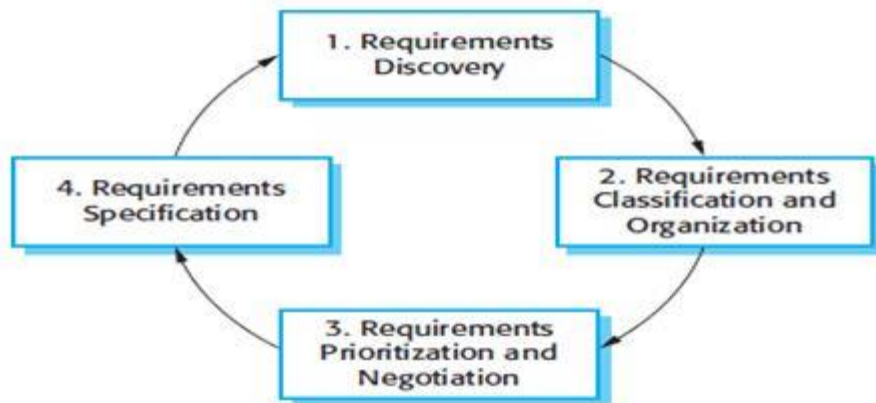 1. Requirements
Discovery
2. Requirements
Classification and
Organization
3. Requirements
Prioritization and
Negotiation
4. Requirements
Specification